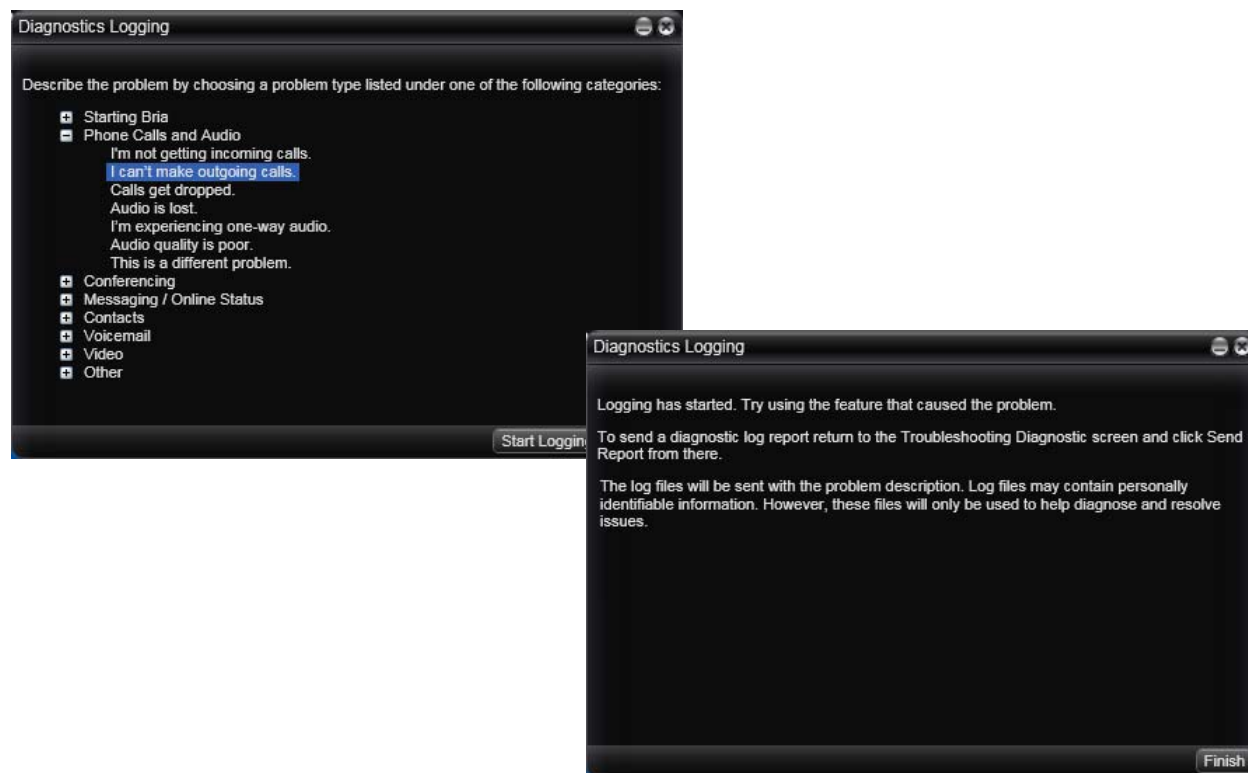 Diagnostics Logging
Describe the problem by choosing a problem type listed under one of the following categories:
Starting Bria
Phone Calls and Audio
I'm not getting incoming calls.
I can't make outgoing calls.
Calls get dropped.
Audio is lost.
I'm experiencing one-way audio.
Audio quality is poor.
This is a different problem.
Conferencing
Messaging / Online Status
Contacts
Voicemail
Video
Other
Start Loggin
Diagnostics Logging
Logging has started. Try using the feature that caused the problem.
To send a diagnostic log report return to the Troubleshooting Diagnostic screen and click Send
Report from there.
The log files will be sent with the problem description. Log files may contain personally
identifiable information. However, these files will only be used to help diagnose and resolve
issues.
Finish